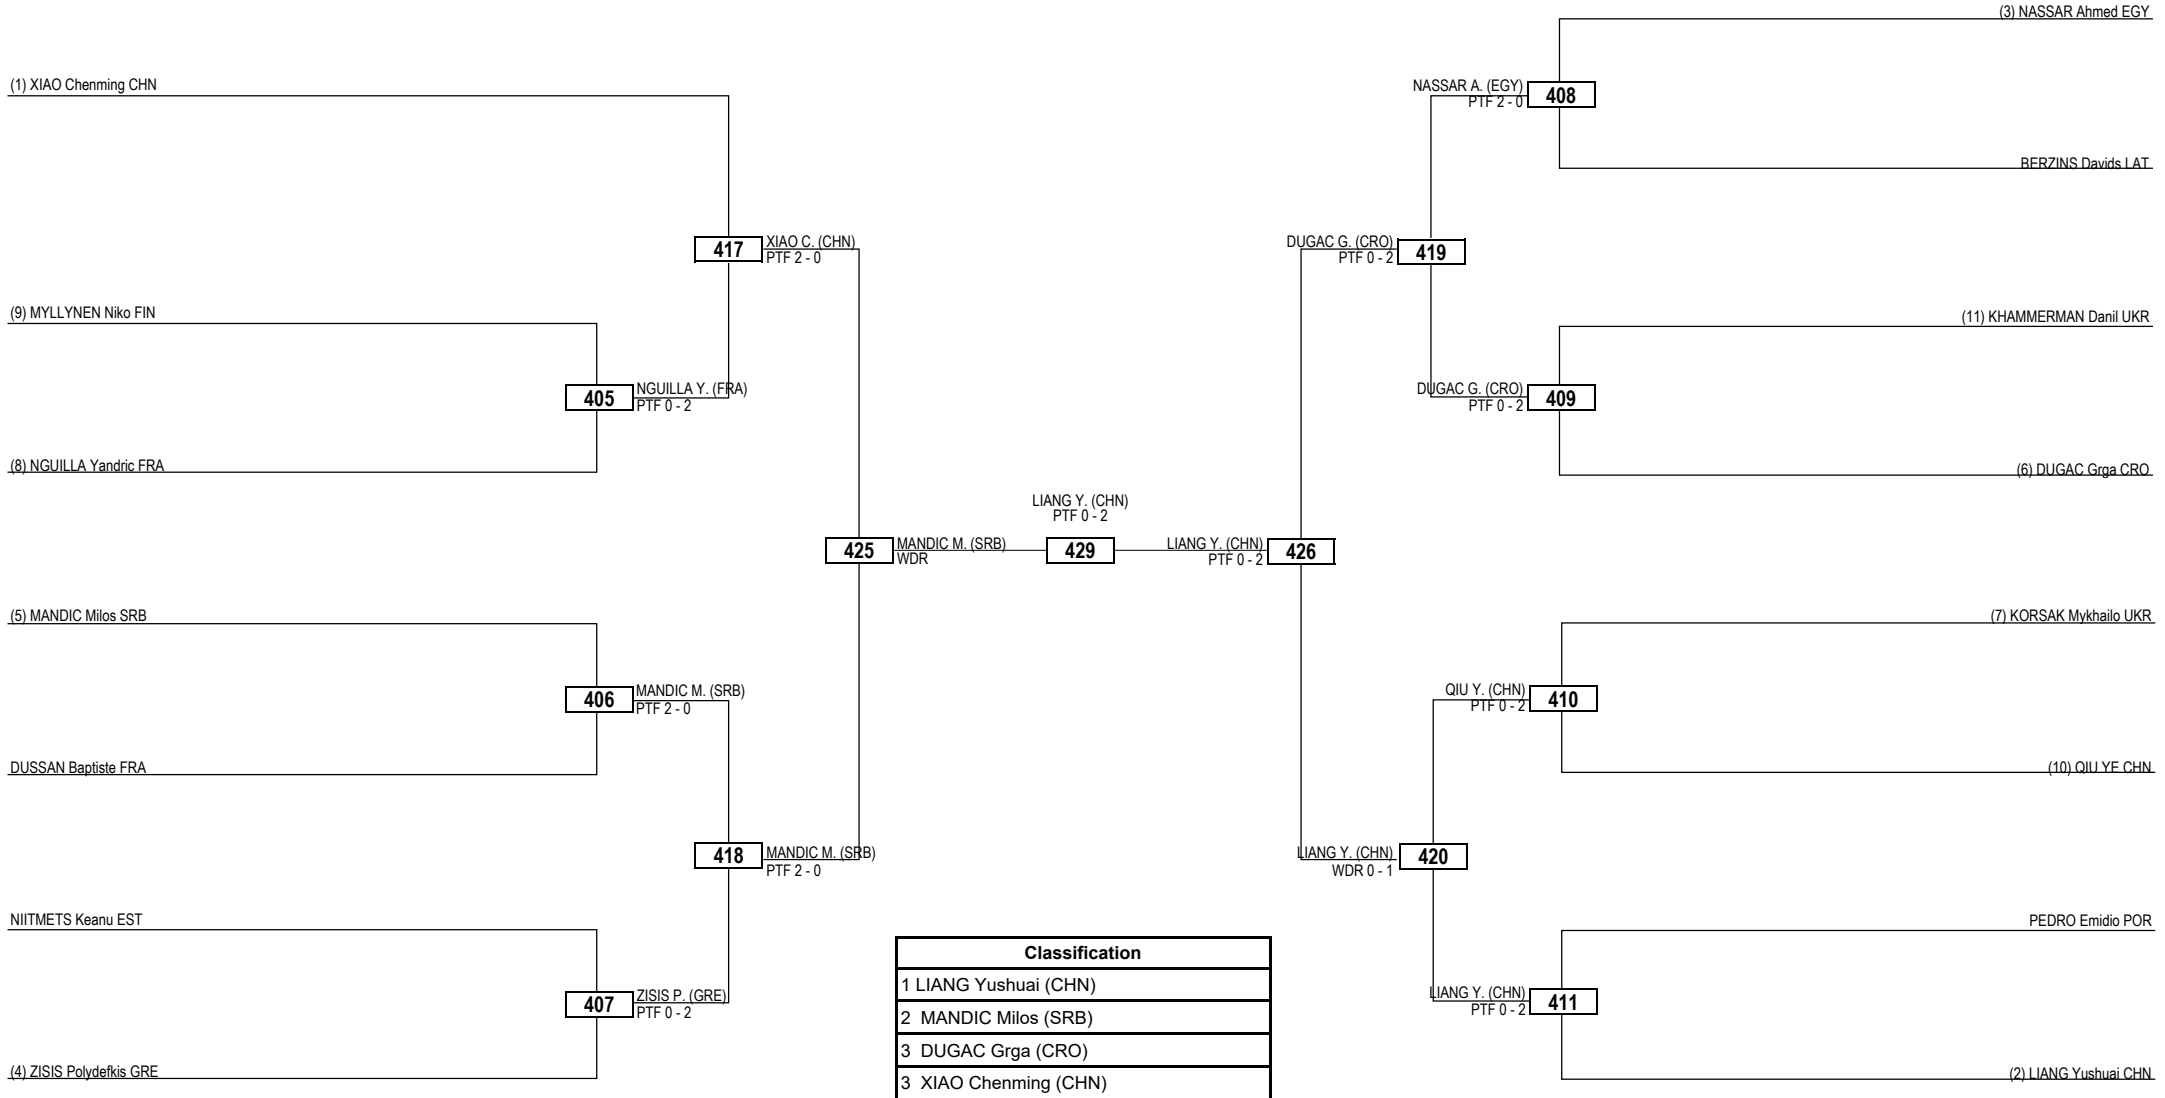 (3) NASSAR Ahmed EGY
(1) XIAO Chenming CHN
NASSAR A. (EGY)
PTF 2 - 0
408
BERZINS Davids LAT
417
XIAO C. (CHN)
PTF 2 - 0
DUGAC G. (CRO)
PTF 0 - 2
419
(9) MYLLYNEN Niko FIN
(11) KHAMMERMAN Danil UKR
405
NGUILLA Y. (FRA)
PTF 0 - 2
DUGAC G. (CRO)
PTF 0 - 2
409
(8) NGUILLA Yandric FRA
(6) DUGAC Grga CRO
LIANG Y. (CHN)
PTF 0 - 2
425
MANDIC M. (SRB)
WDR
429
LIANG Y. (CHN)
PTF 0 - 2
426
(5) MANDIC Milos SRB
(7) KORSAK Mykhailo UKR
406
MANDIC M. (SRB)
PTF 2 - 0
QIU Y. (CHN)
PTF 0 - 2
410
DUSSAN Baptiste FRA
(10) QIU YE CHN
418
MANDIC M. (SRB)
PTF 2 - 0
LIANG Y. (CHN)
WDR 0 - 1
420
NIITMETS Keanu EST
PEDRO Emidio POR
Classification
1 LIANG Yushuai (CHN)
2 MANDIC Milos (SRB)
3 DUGAC Grga (CRO)
3 XIAO Chenming (CHN)
407
ZISIS P. (GRE)
PTF 0 - 2
LIANG Y. (CHN)
PTF 0 - 2
411
(4) ZISIS Polydefkis GRE
(2) LIANG Yushuai CHN